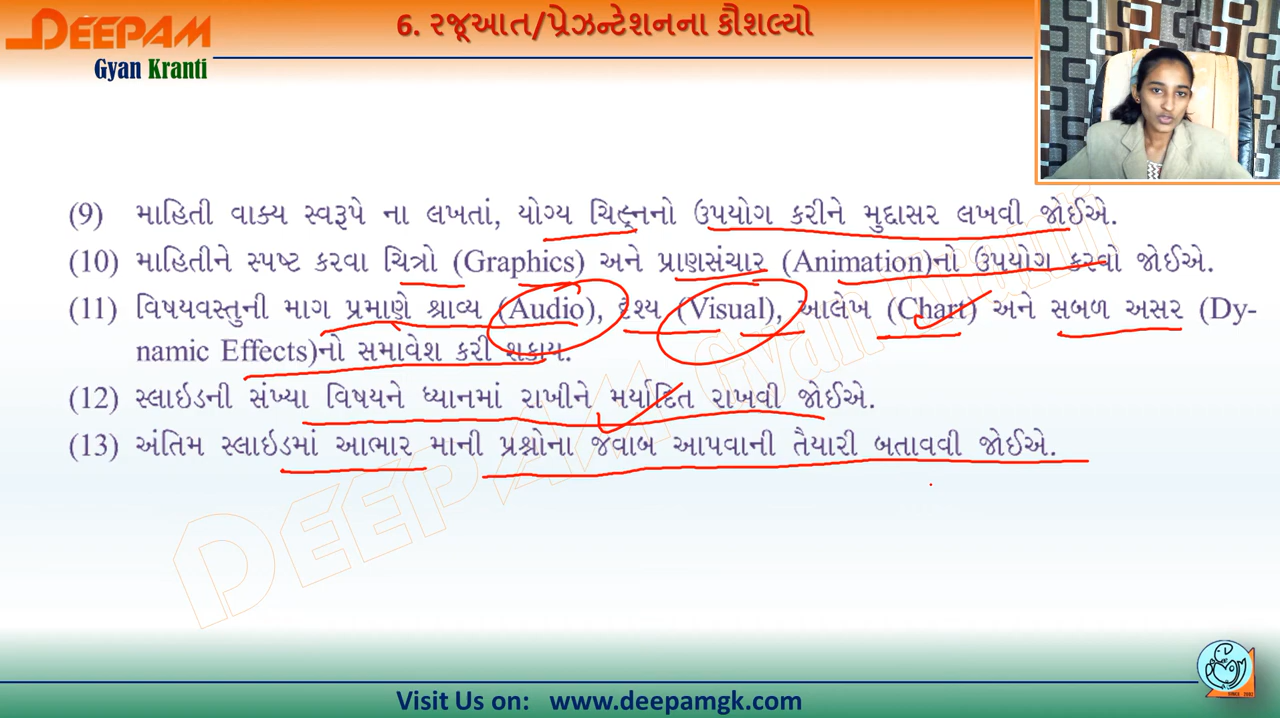 DEEPAM
Gyan Kranti
6. રજૂઆત/પ્રેઝન્ટેશનના કૌશલ્યો
(9) માહિતી વાક્ય સ્વરૂપે ના લખતાં, યોગ્ય ચિહ્નનો ઉપયોગ કરીને મુદ્દાસર લખવી જોઈએ.
(10) માહિતીને સ્પષ્ટ કરવા ચિત્રો (Graphics) અને પ્રાણસંચાર (Animation)નો ઉપયોગ કરવો જોઈએ.
(11) વિષયવસ્તુની માગ પ્રમાણે શ્રાવ્ય (Audio), દૃશ્ય (Visual), આલેખ (Chart) અને સબળ અસર (Dy-
namic Effects)નો સમાવેશ કરી શકાય.
(12) સ્લાઇડની સંખ્યા વિષયને ધ્યાનમાં રાખીને મર્યાદિત રાખવી જોઈએ.
(13) અંતિમ સ્લાઇડમાં આભાર માની પ્રશ્નોના જવાબ આપવાની તૈયારી બતાવવી જોઈએ.
DEEPAM Gyan Kranti
Visit Us on: www.deepamgk.com